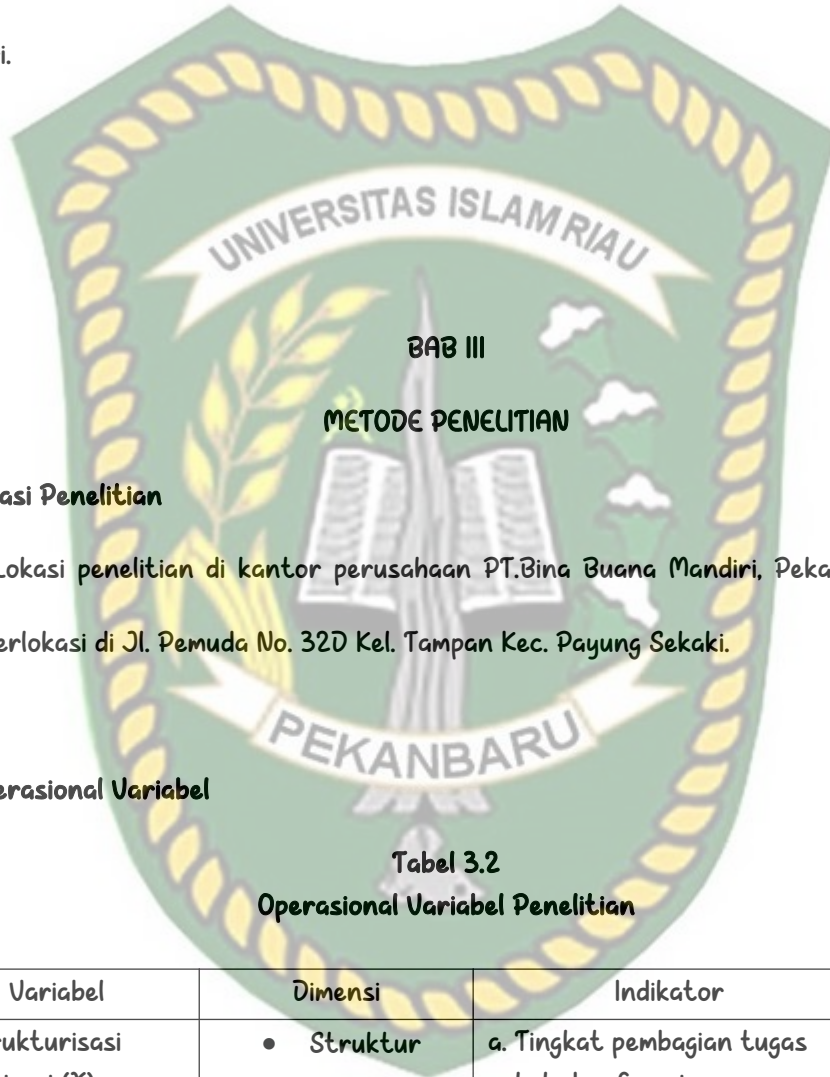 i.
UNIVERSITAS ISLAM RIAU
BAB III
METODE PENELITIAN
asi Penelitian
Lokasi penelitian di kantor perusahaan PT.Bina Buana Mandiri, Peka
erlokasi di Jl. Pemuda No. 32D Kel. Tampan Kec. Payung Sekaki.
PEKANBARU
erasional Variabel
Tabel 3.2
Operasional Variabel Penelitian
Variabel Dimensi Indikator
ukturisasi • Struktur a. Tingkat pembagian tugas